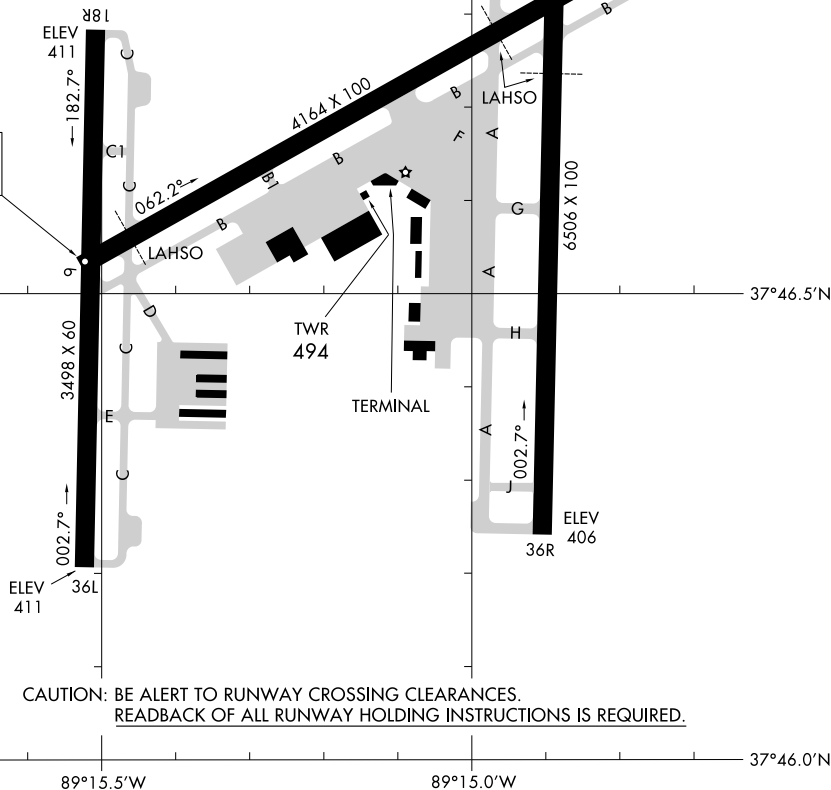 18R
ELEV
411
C
182.7°
4164 X 100
B
B
LAHSO
F
A
C1
C
B
B1
062.2°
B
G
6506 X 100
LAHSO
9
A
37°46.5'N
D
TWR
494
H
C
3498 X 60
TERMINAL
E
A
002.7°
C
J
ELEV
406
002.7°
36R
ELEV
411
36L
CAUTION: BE ALERT TO RUNWAY CROSSING CLEARANCES.
READBACK OF ALL RUNWAY HOLDING INSTRUCTIONS IS REQUIRED.
37°46.0'N
89°15.5'W
89°15.0'W